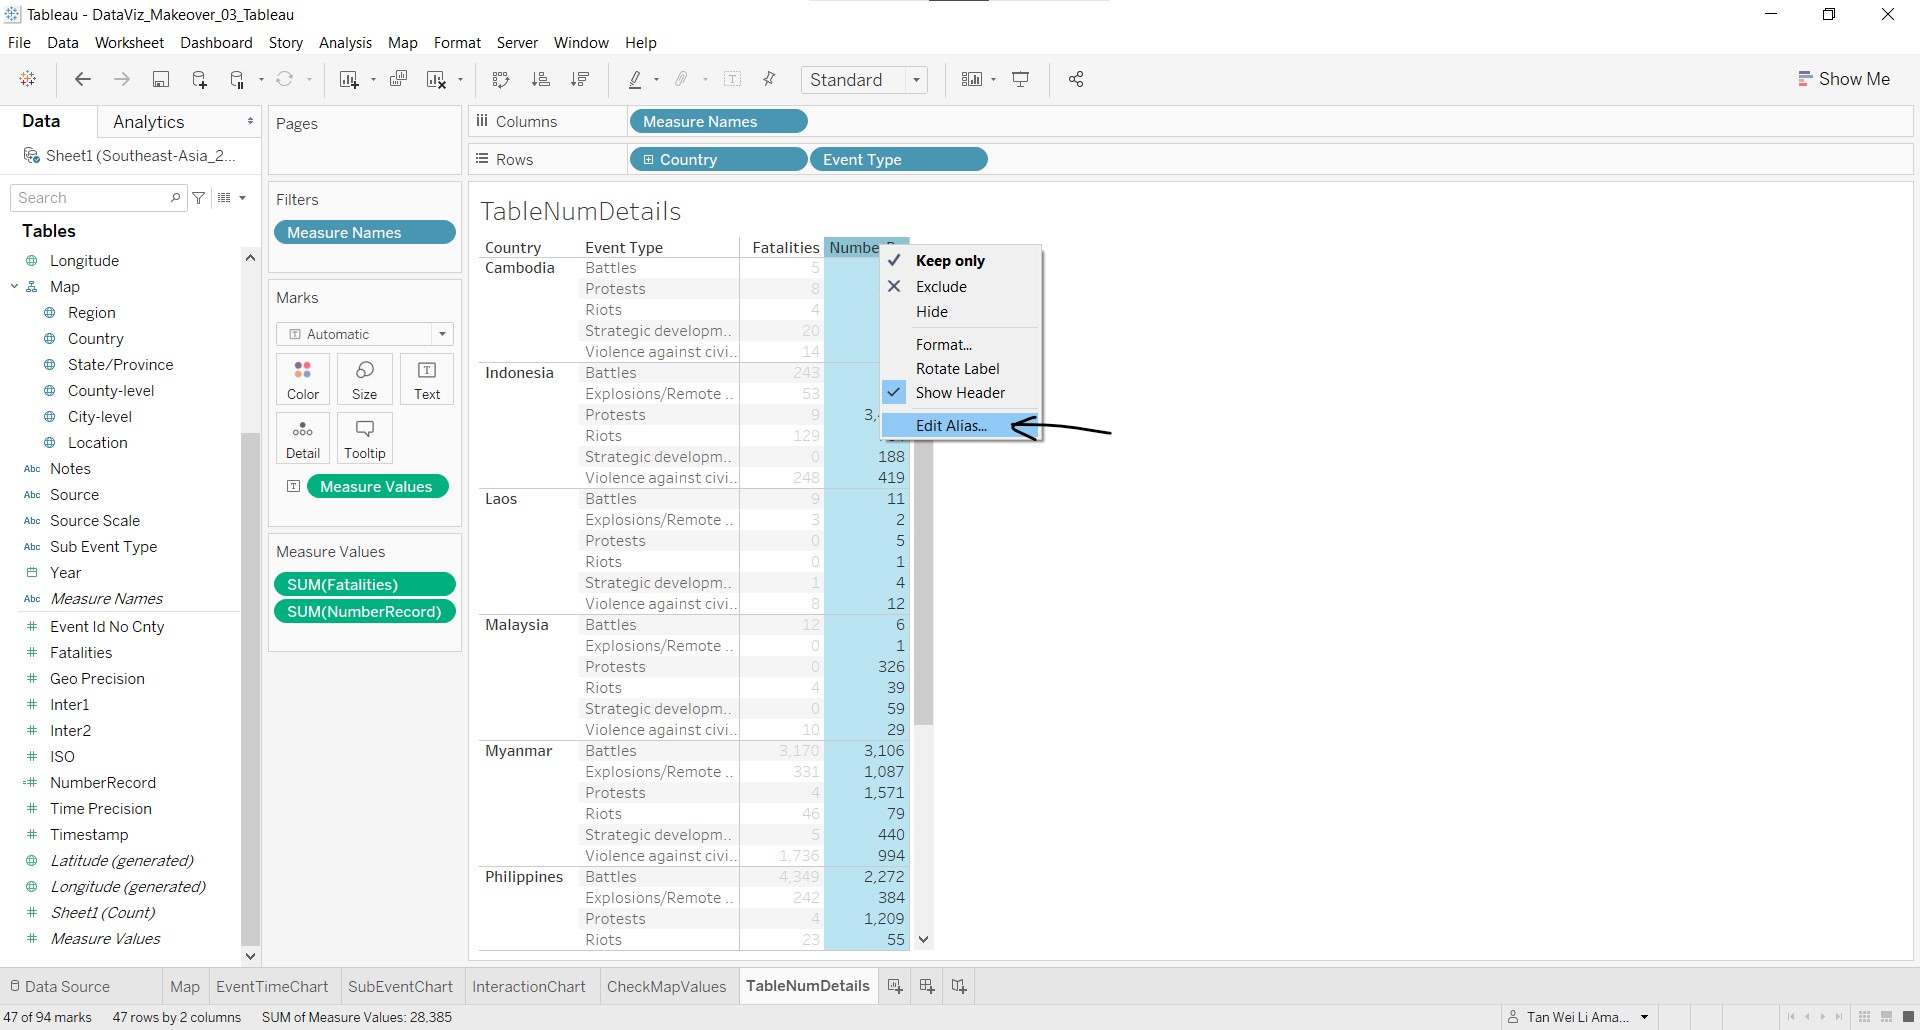 Tableau - DataViz_Makeover_03_Tableau
File Data Worksheet Dashboard Story Analysis Map Format Server Window Help
Standard
Show Me
Data
Analytics
Sheet1 (Southeast-Asia_2...
Search
Tables
Longitude
Map
Region
Country
State/Province
County-level
City-level
Location
Abc Notes
Abc Source
Abc Source Scale
Abc Sub Event Type
Year
Abc Measure Names
# Event Id No Cnty
# Fatalities
# Geo Precision
# Inter1
# Inter2
# ISO
=# NumberRecord
# Time Precision
# Timestamp
Latitude (generated)
Longitude (generated)
# Sheet1 (Count)
# Measure Values
Pages
Filters
Measure Names
Marks
Automatic
Color Size Text
Detail Tooltip
Measure Values
Measure Values
SUM(Fatalities)
SUM(NumberRecord)
Columns Measure Names
Rows Country Event Type
TableNumDetails
Country Event Type Fatalities
Cambodia Battles 5
Protests 8
Riots 4
Strategic developm.. 20
Violence against civi.. 14
Indonesia Battles 243
Explosions/Remote .. 53
Protests 9
Riots 129
Strategic developm.. 0 188
Violence against civi.. 248 419
Laos Battles 9 11
Explosions/Remote .. 3 2
Protests 0 5
Riots 0 1
Strategic developm.. 1 4
Violence against civi.. 8 12
Malaysia Battles 12 6
Explosions/Remote .. 0 1
Protests 0 326
Riots 4 39
Strategic developm.. 0 59
Violence against civi.. 10 29
Myanmar Battles 3,170 3,106
Explosions/Remote .. 331 1,087
Protests 4 1,571
Riots 46 79
Strategic developm.. 5 440
Violence against civi.. 1,736 994
Philippines Battles 4,349 2,272
Explosions/Remote .. 242 384
Protests 4 1,209
Riots 23 55
Keep only
Exclude
Hide
Format...
Rotate Label
Show Header
Edit Alias...
Data Source Map EventTimeChart SubEventChart InteractionChart CheckMapValues TableNumDetails
47 of 94 marks 47 rows by 2 columns SUM of Measure Values: 28,385
Tan Wei Li Ama...